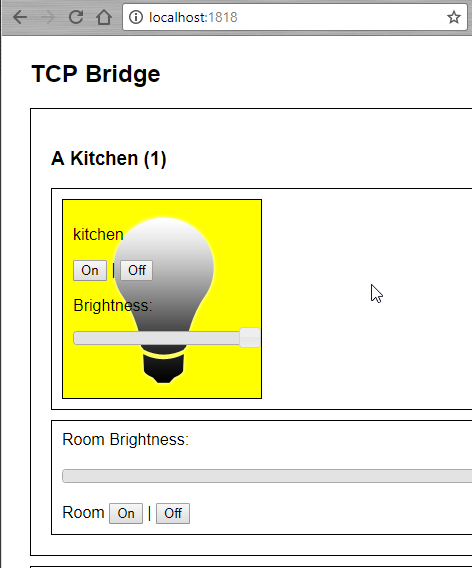 localhost:1818
TCP Bridge
A Kitchen (1)
kitchen
On | Off
Brightness:
Room Brightness:
Room On | Off